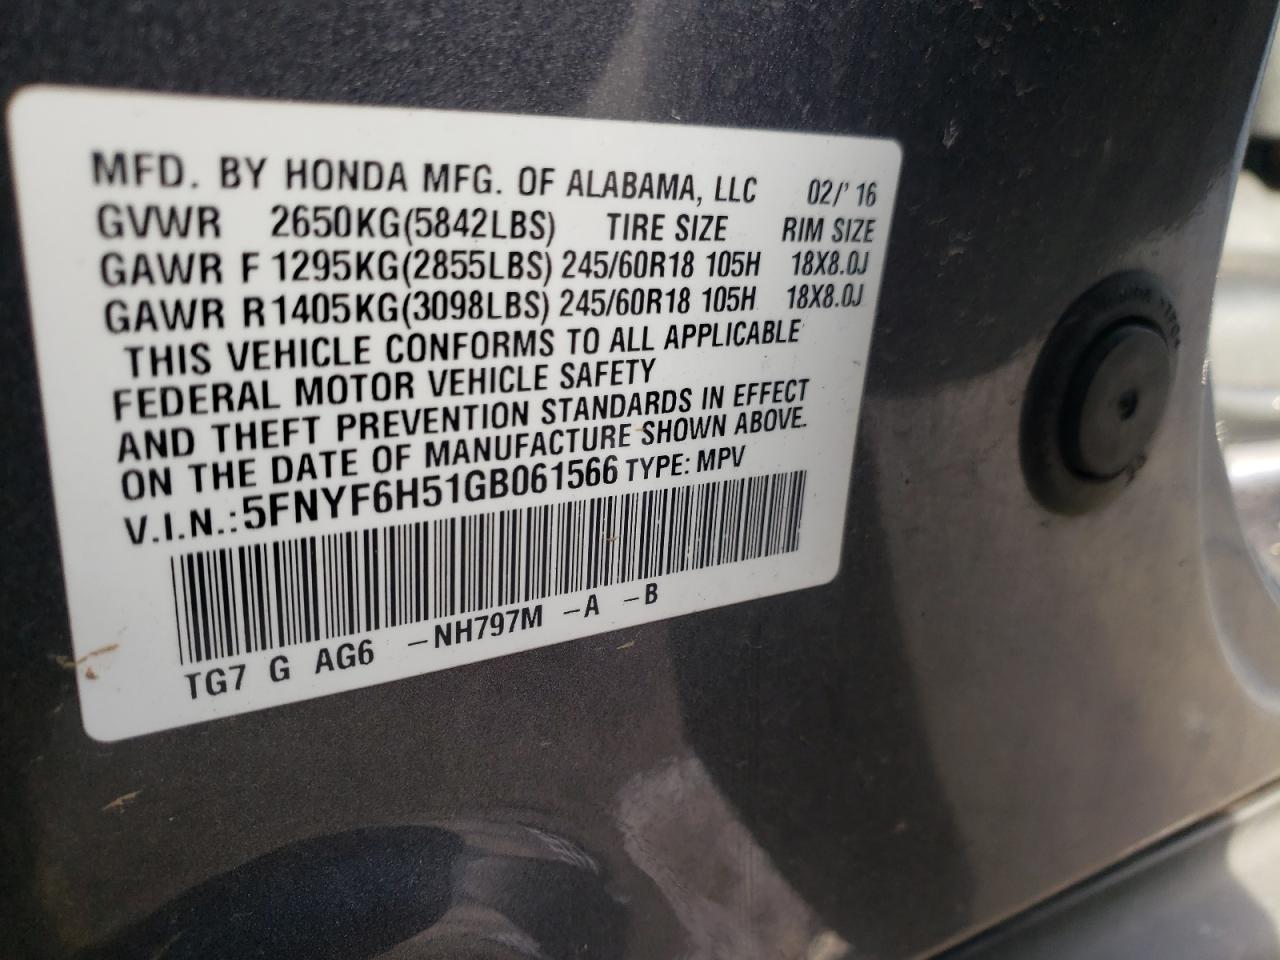 MFD. BY HONDA MFG. OF ALABAMA, LLC 02/' 16
GVWR 2650KG(5842LBS) TIRE SIZE RIM SIZE
GAWR F 1295KG(2855LBS) 245/60R18 105H 18X8.0J
GAWR R 1405KG(3098LBS) 245/60R18 105H 18X8.0J
THIS VEHICLE CONFORMS TO ALL APPLICABLE
FEDERAL MOTOR VEHICLE SAFETY
AND THEFT PREVENTION STANDARDS IN EFFECT
ON THE DATE OF MANUFACTURE SHOWN ABOVE.
V.I.N.: 5FNYF6H51GB061566 TYPE: MPV
TG7 G AG6 -NH797M -A -B